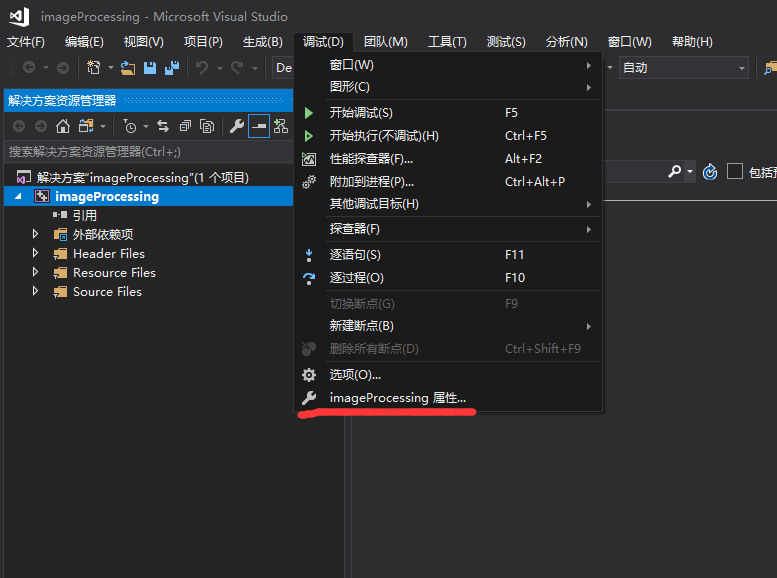 imageProcessing - Microsoft Visual Studio
文件(F) 编辑(E) 视图(V) 项目(P) 生成(B) 调试(D) 团队(M) 工具(T) 测试(S) 分析(N) 窗口(W) 帮助(H)
De
自动
解决方案资源管理器
搜索解决方案资源管理器(Ctrl+;)
解决方案"imageProcessing"(1 个项目)
imageProcessing
引用
外部依赖项
Header Files
Resource Files
Source Files
窗口(W)
图形(C)
开始调试(S) F5
开始执行(不调试)(H) Ctrl+F5
性能探查器(F)... Alt+F2
附加到进程(P)... Ctrl+Alt+P
其他调试目标(H)
探查器(F)
逐语句(S) F11
逐过程(O) F10
切换断点(G) F9
新建断点(B)
删除所有断点(D) Ctrl+Shift+F9
选项(O)...
imageProcessing 属性...
包括